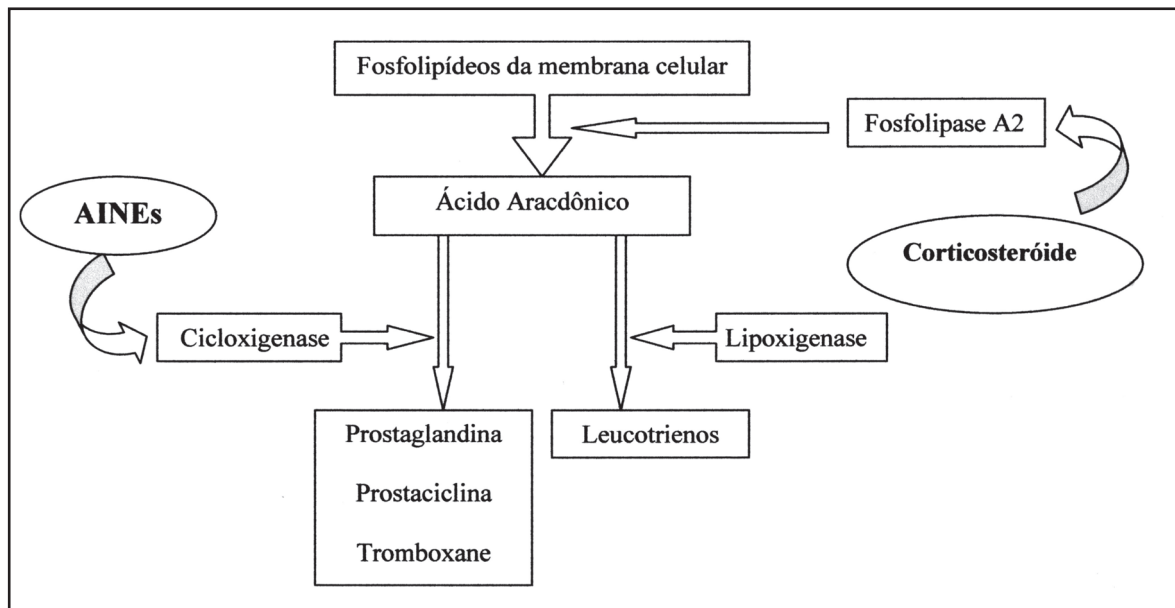 Fosfolipídeos da membrana celular
Fosfolipase A2
Ácido Aracdônico
AINEs
Corticosteróide
Cicloxigenase
Lipoxigenase
Prostaglandina
Prostaciclina
Tromboxane
Leucotrienos